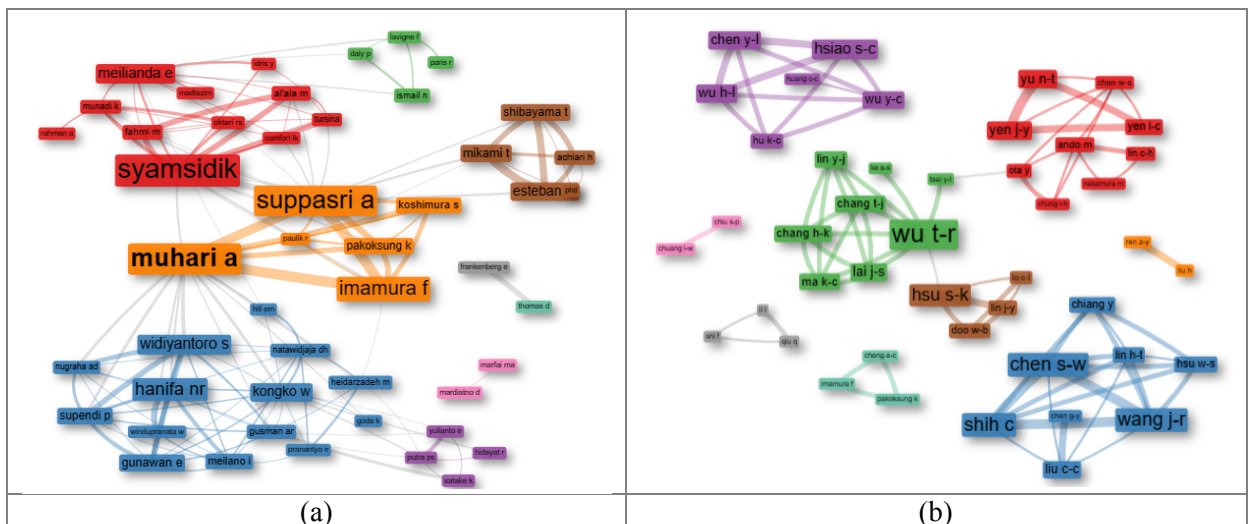 lavigne f
daly p
paris r
idris y
meilianda e
madlazim
al'ala m
ismail n
munadi k
oktari rs
tursina
rahman a
fahmi m
comfort lk
syamsidik
shibayama t
mikami t
achiari h
esteban phd
suppasri a
koshimura s
paulik r
pakoksung k
muhari a
imamura f
frankenberg e
thomas d
hill em
widiyantoro s
natawidjaja dh
nugraha ad
marfai ma
mardiatno d
hanifa nr
kongko w
heidarzadeh m
supendi p
windupranata w
gusman ar
goda k
yulianto e
gunawan e
meilano i
pranantyo ir
putra ps
hidayat r
satake k
(a)
chen y-l
hsiao s-c
huang c-c
wu h-l
wu y-c
hu k-c
yu n-t
chen w-s
yen j-y
yen i-c
ando m
lin c-h
ota y
nakamura m
chung l-h
lin y-j
ke s-s
tsai y-l
chang t-j
chang h-k
wu t-r
ma k-c
lai j-s
chiu s-p
chuang l-w
ren z-y
liu h
hsu s-k
lo c-l
lin j-y
doo w-b
li l
shi f
qiu q
cheng a-c
imamura f
pakoksung k
chiang y
chen s-w
lin h-t
hsu w-s
shih c
chen g-y
wang j-r
liu c-c
(b)